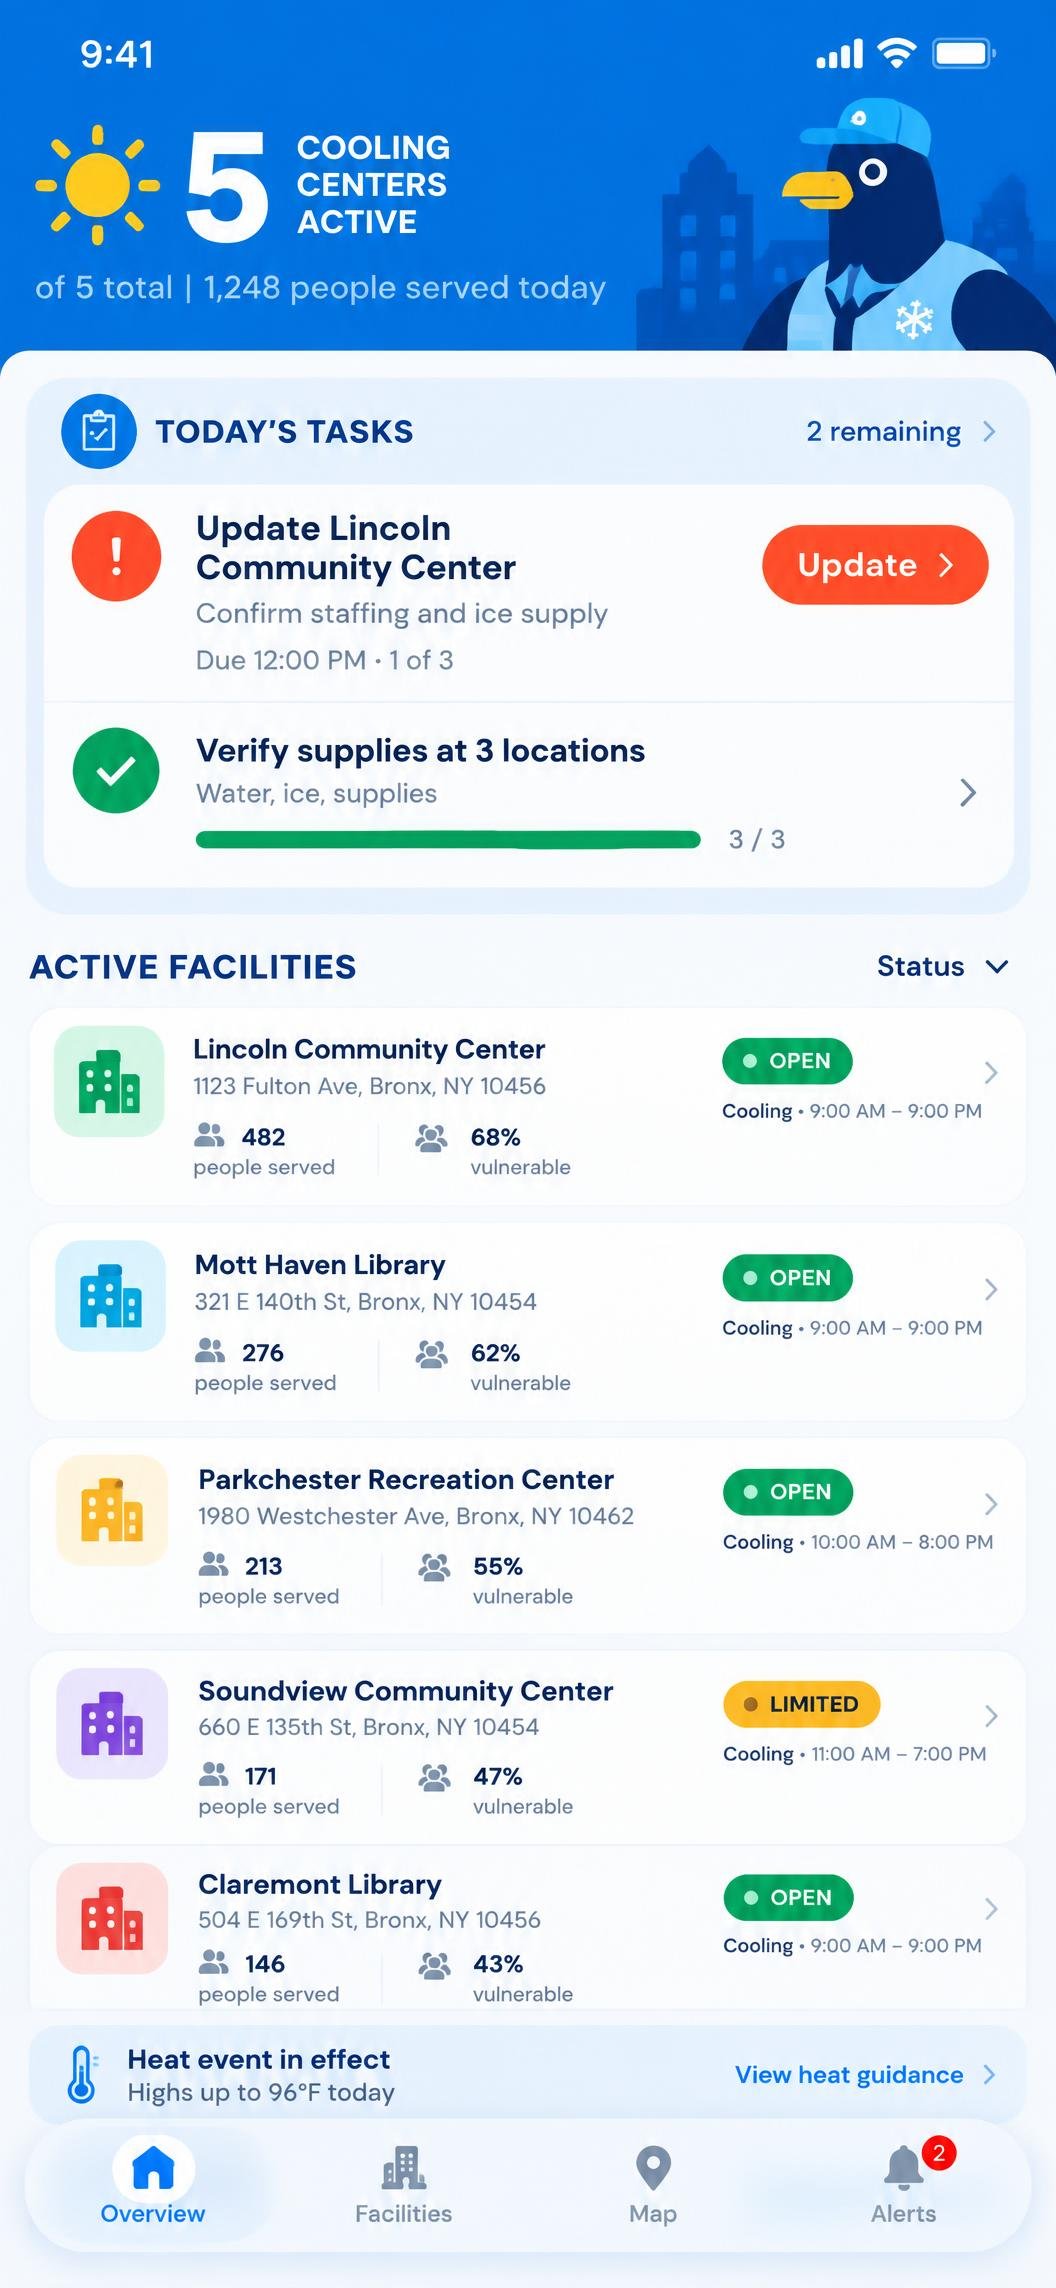 9:41
5
COOLING
CENTERS
ACTIVE
of 5 total | 1,248 people served today
TODAY'S TASKS
2 remaining
!
Update Lincoln
Community Center
Confirm staffing and ice supply
Due 12:00 PM · 1 of 3
Update
Verify supplies at 3 locations
Water, ice, supplies
3 / 3
ACTIVE FACILITIES
Status
Lincoln Community Center
1123 Fulton Ave, Bronx, NY 10456
482
people served
68%
vulnerable
OPEN
Cooling • 9:00 AM – 9:00 PM
Mott Haven Library
321 E 140th St, Bronx, NY 10454
276
people served
62%
vulnerable
OPEN
Cooling • 9:00 AM – 9:00 PM
Parkchester Recreation Center
1980 Westchester Ave, Bronx, NY 10462
213
people served
55%
vulnerable
OPEN
Cooling • 10:00 AM – 8:00 PM
Soundview Community Center
660 E 135th St, Bronx, NY 10454
171
people served
47%
vulnerable
LIMITED
Cooling • 11:00 AM – 7:00 PM
Claremont Library
504 E 169th St, Bronx, NY 10456
146
people served
43%
vulnerable
OPEN
Cooling • 9:00 AM – 9:00 PM
Heat event in effect
Highs up to 96°F today
View heat guidance
Overview
Facilities
Map
2
Alerts